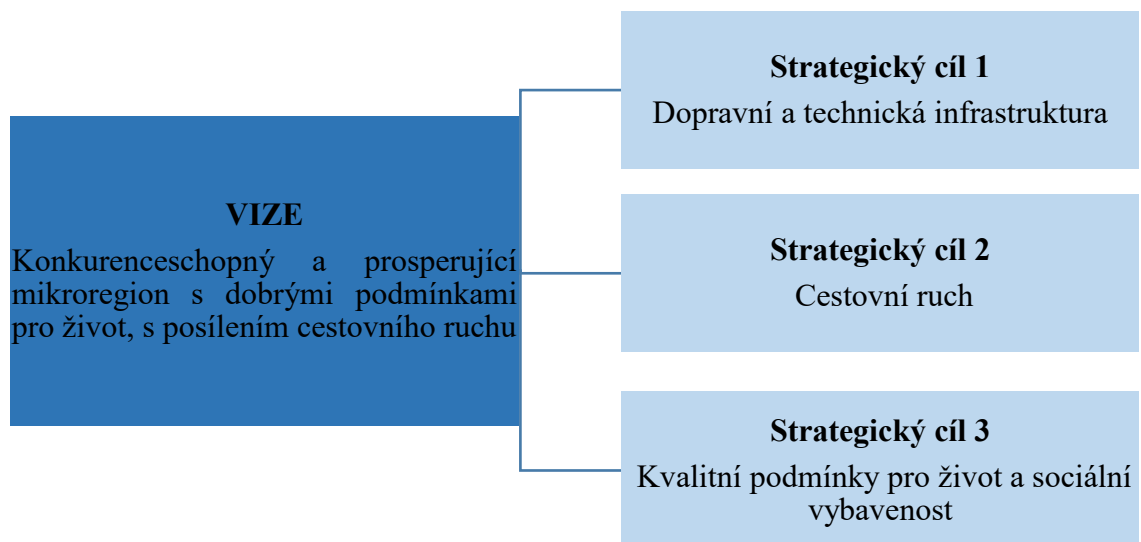 VIZE
Konkurenceschopný a prosperující
mikroregion s dobrými podmínkami
pro život, s posílením cestovního ruchu
Strategický cíl 1
Dopravní a technická infrastruktura
Strategický cíl 2
Cestovní ruch
Strategický cíl 3
Kvalitní podmínky pro život a sociální
vybavenost